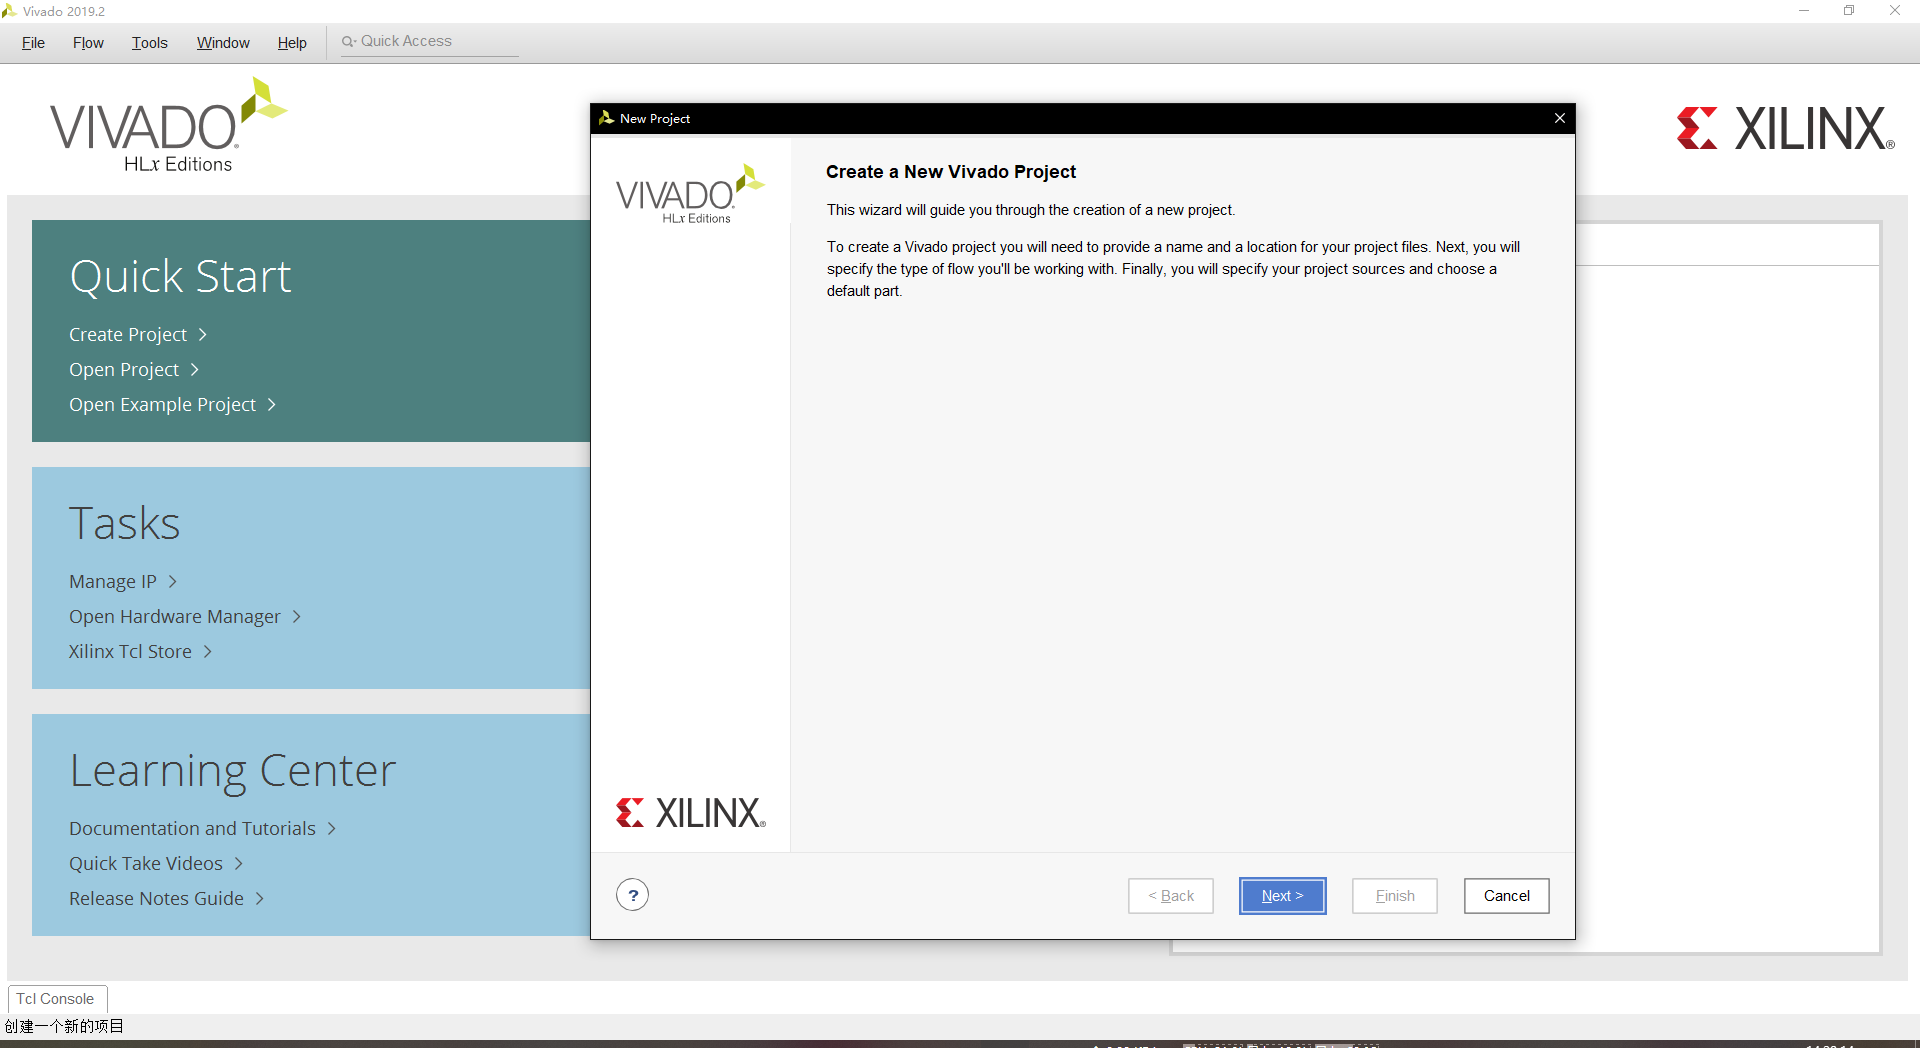 Vivado 2019.2
File Flow Tools Window Help Quick Access
VIVADO.
HLx Editions
XILINX®
Quick Start
Create Project >
Open Project >
Open Example Project >
Tasks
Manage IP >
Open Hardware Manager >
Xilinx Tcl Store >
Learning Center
Documentation and Tutorials >
Quick Take Videos >
Release Notes Guide >
New Project
VIVADO.
HLx Editions
Create a New Vivado Project
This wizard will guide you through the creation of a new project.
To create a Vivado project you will need to provide a name and a location for your project files. Next, you will
specify the type of flow you'll be working with. Finally, you will specify your project sources and choose a
default part.
XILINX®
? < Back Next > Finish Cancel
Tcl Console
创建一个新的项目